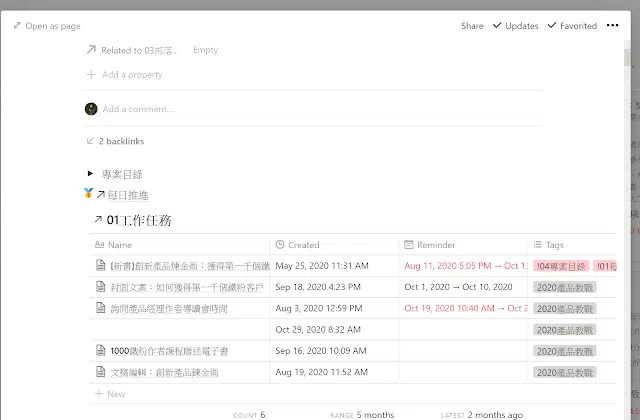 Open as page Share Updates Favorited •••
Related to 03部落... Empty
Add a property
Add a comment...
2 backlinks
專案目錄
每日推進
01工作任務
Name Created Reminder Tags
[新書]創新產品煉金術：獲得第一千個鐵 May 25, 2020 11:31 AM Aug 11, 2020 5:05 PM → Oct 1 !04專案目錄 !01
封面文案：如何獲得第一千個鐵粉客戶 Sep 18, 2020 4:23 PM Oct 1, 2020 → Oct 10, 2020 2020產品教戰
詢問產品經理作者導讀會時間 Aug 3, 2020 12:59 PM Oct 19, 2020 10:40 AM → Oct 2 2020產品教戰
Oct 29, 2020 8:32 AM 2020產品教戰
1000鐵粉作者課程贈送電子書 Sep 16, 2020 10:09 AM 2020產品教戰
文稿編輯：創新產品鍊金術 Aug 19, 2020 11:52 AM 2020產品教戰
New
COUNT 6 RANGE 5 months LATEST 2 months ago